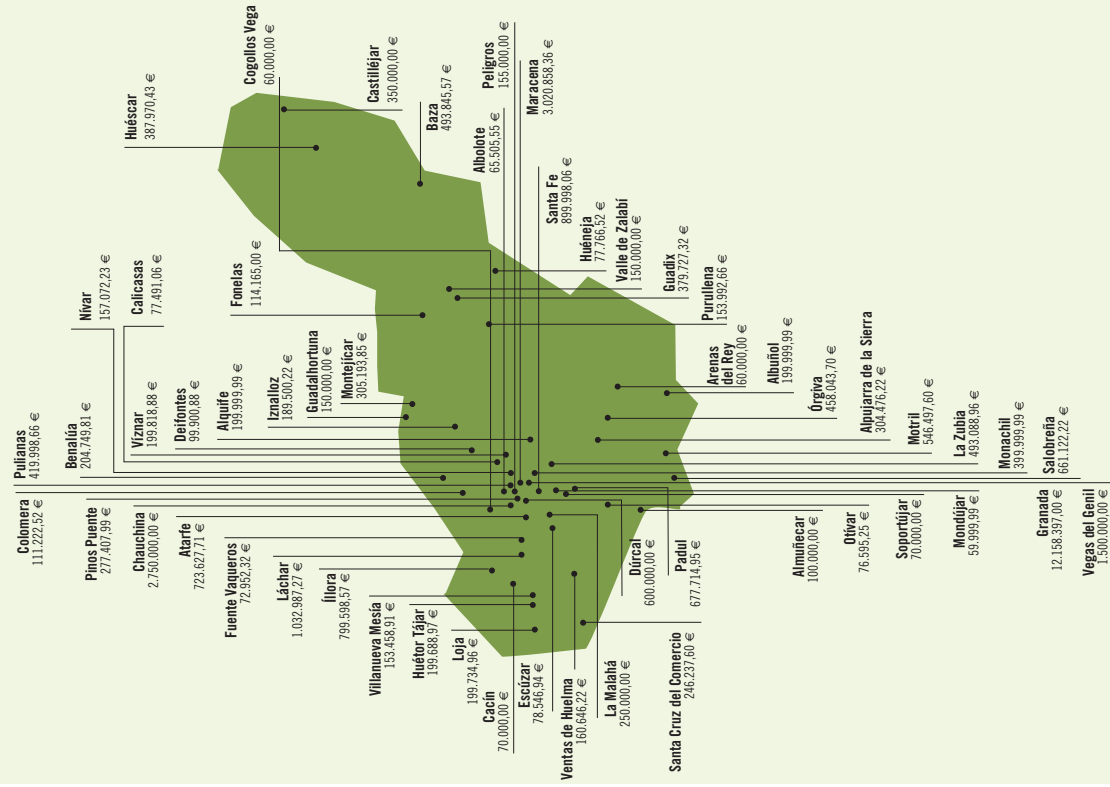 Colomera
111.222,52 €
Pulianas
419.998,66 €
Pinos Puente
277.407,99 €
Benalúa
204.749,81 €
Nívar
157.072,23 €
Chauchina
2.750.000,00 €
Víznar
199.818,88 €
Calicasas
77.491,06 €
Huéscar
387.970,43 €
Atarfe
723.627,71 €
Deifontes
99.900,88 €
Fuente Vaqueros
72.952,32 €
Alquife
199.999,99 €
Fonelas
114.165,00 €
Cogollos Vega
60.000,00 €
Láchar
1.032.987,27 €
Iznalloz
189.500,22 €
Íllora
799.598,57 €
Guadalhortuna
150.000,00 €
Montejícar
305.193,85 €
Castilléjar
350.000,00 €
Villanueva Mesía
153.458,91 €
Huétor Tájar
199.688,97 €
Baza
493.845,57 €
Loja
199.734,96 €
Cacín
70.000,00 €
Albolote
65.505,55 €
Peligros
155.000,00 €
Escúzar
78.546,94 €
Maracena
3.020.858,36 €
Ventas de Huelma
160.646,22 €
Santa Fe
899.998,06 €
La Malahá
250.000,00 €
Huéneja
77.766,52 €
Dúrcal
600.000,00 €
Valle de Zalabí
150.000,00 €
Santa Cruz del Comercio
246.237,60 €
Padul
677.714,95 €
Guadix
379.727,32 €
Purullena
153.992,66 €
Arenas
del Rey
60.000,00 €
Albuñol
199.999,99 €
Almuñecar
100.000,00 €
Órgiva
458.043,70 €
Otívar
76.595,25 €
Alpujarra de la Sierra
304.476,22 €
Soportújar
70.000,00 €
Motril
546.497,60 €
Mondújar
59.999,99 €
La Zubia
493.088,96 €
Monachil
399.999,99 €
Granada
12.158.397,00 €
Salobreña
661.122,22 €
Vegas del Genil
1.500.000,00 €